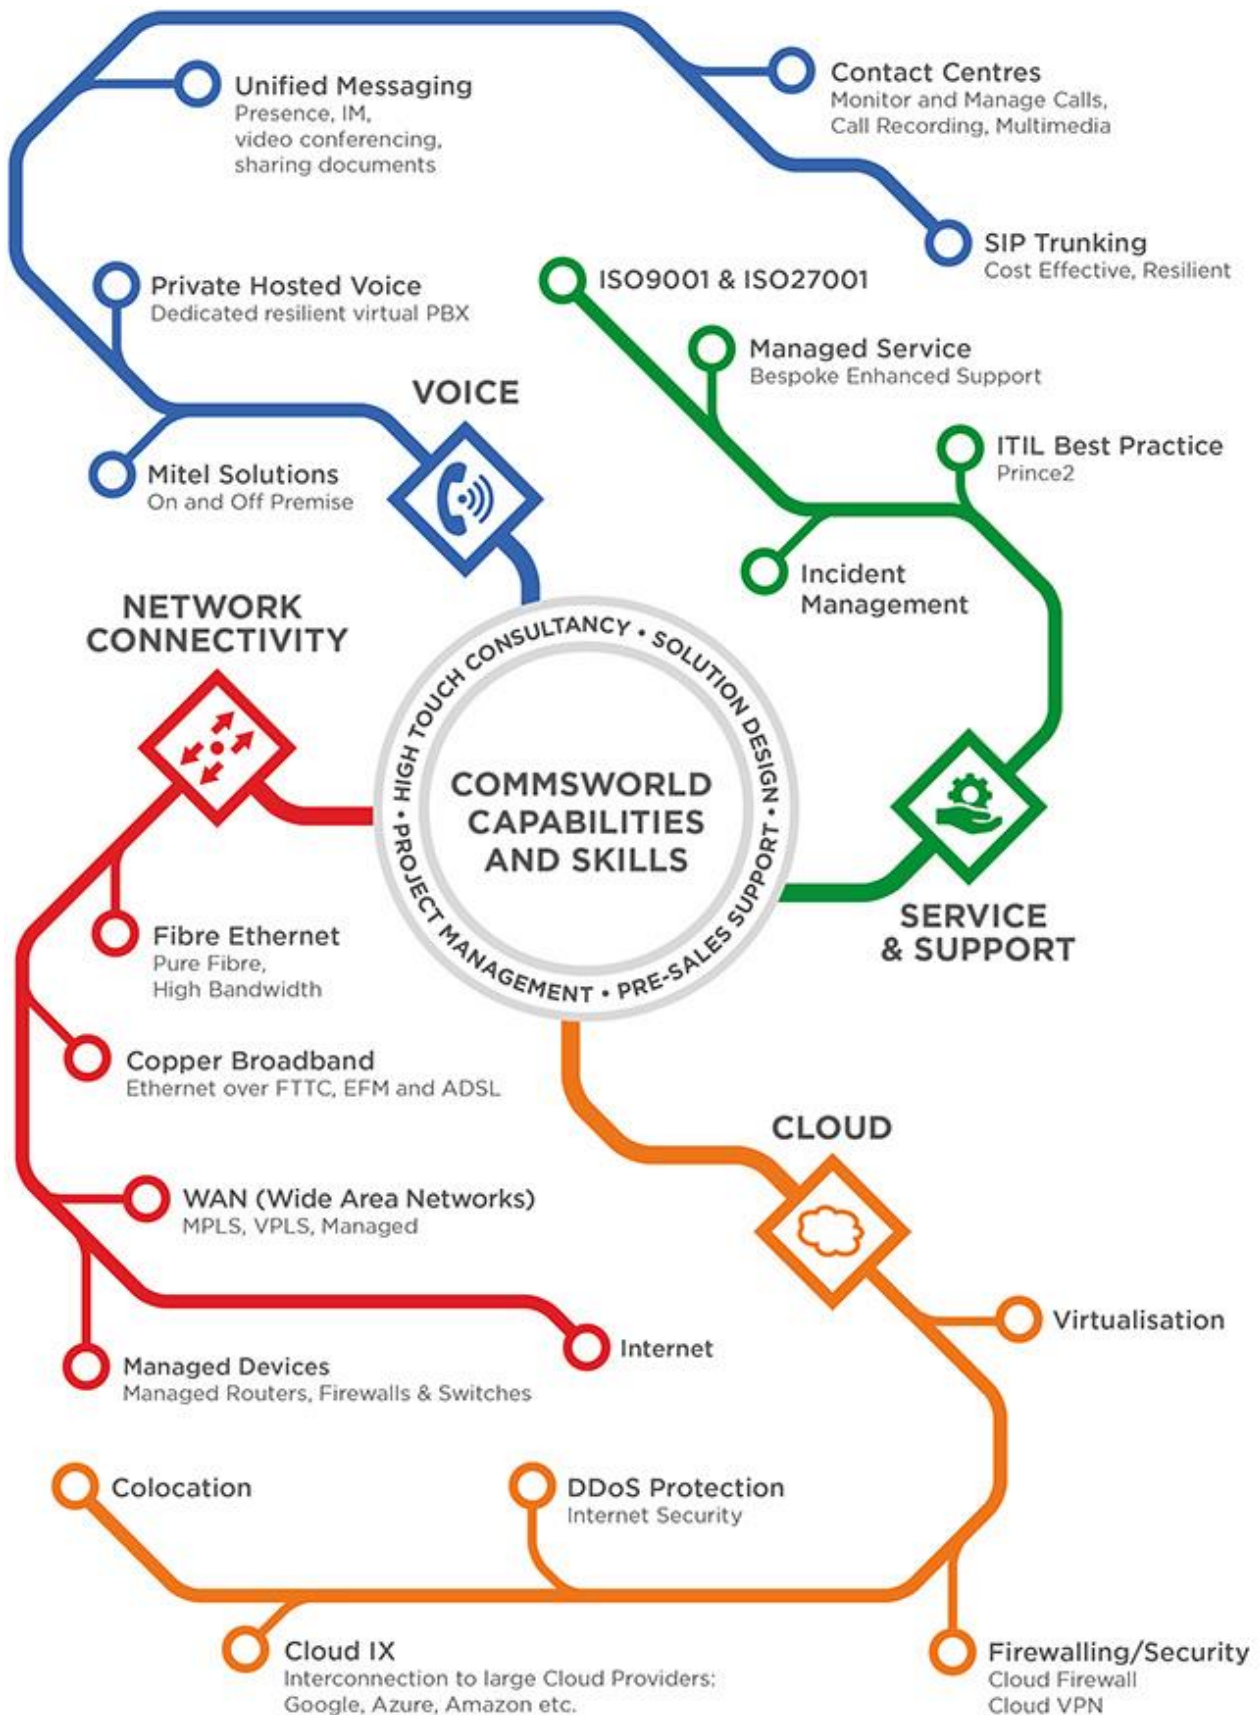 Unified Messaging
Presence, IM,
video conferencing,
sharing documents
Contact Centres
Monitor and Manage Calls,
Call Recording, Multimedia
SIP Trunking
Cost Effective, Resilient
Private Hosted Voice
Dedicated resilient virtual PBX
Mitel Solutions
On and Off Premise
VOICE
ISO9001 & ISO27001
Managed Service
Bespoke Enhanced Support
ITIL Best Practice
Prince2
Incident
Management
SERVICE
& SUPPORT
NETWORK
CONNECTIVITY
• HIGH TOUCH CONSULTANCY • SOLUTION DESIGN •
PROJECT MANAGEMENT • PRE-SALES SUPPORT
COMMSWORLD
CAPABILITIES
AND SKILLS
Fibre Ethernet
Pure Fibre,
High Bandwidth
Copper Broadband
Ethernet over FTTC, EFM and ADSL
WAN (Wide Area Networks)
MPLS, VPLS, Managed
Managed Devices
Managed Routers, Firewalls & Switches
Internet
CLOUD
Virtualisation
Colocation
DDoS Protection
Internet Security
Cloud IX
Interconnection to large Cloud Providers:
Google, Azure, Amazon etc.
Firewalling/Security
Cloud Firewall
Cloud VPN